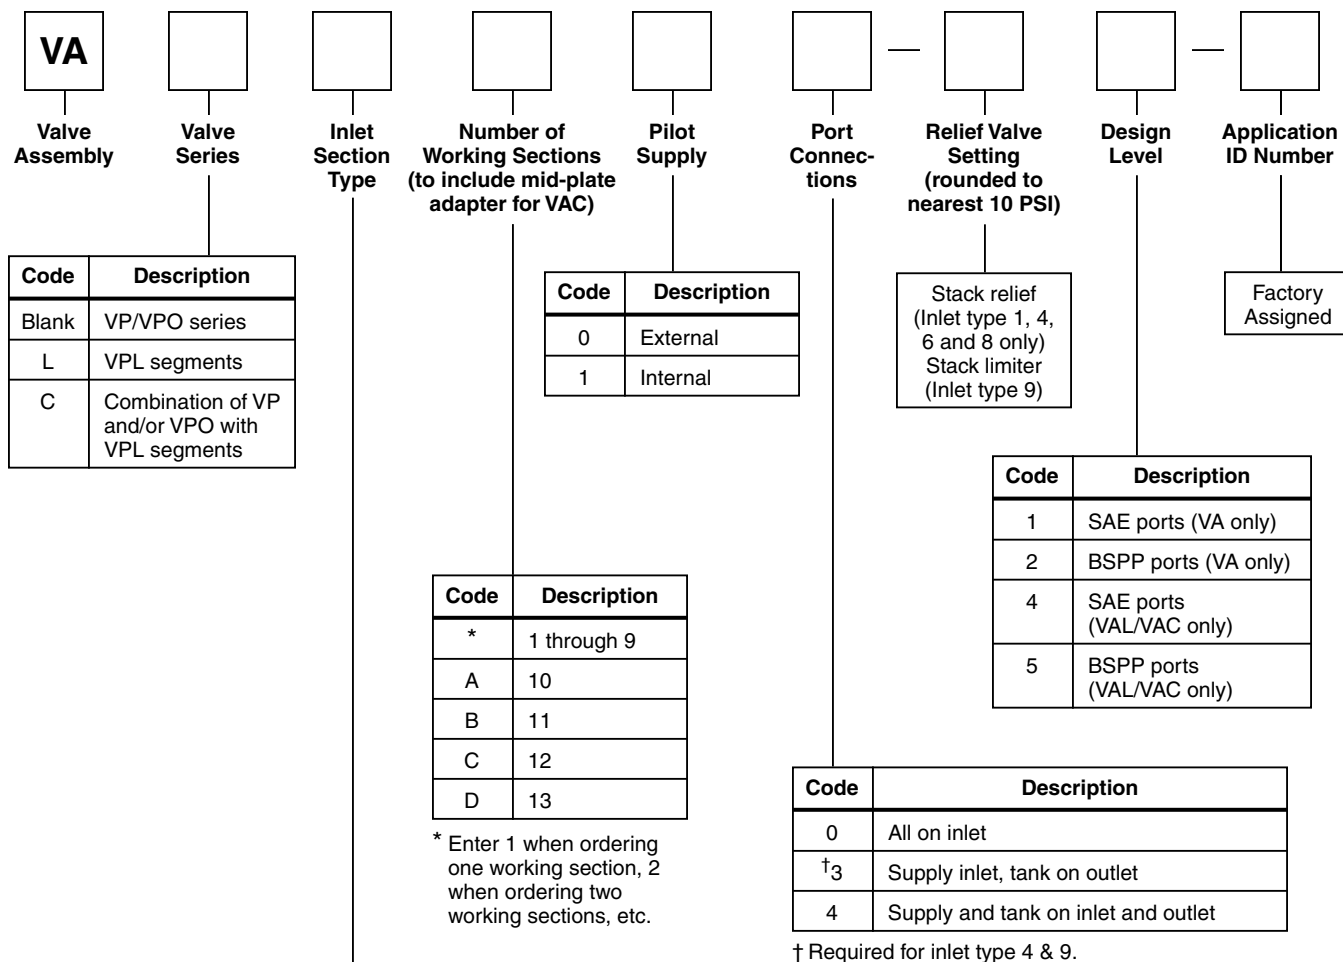 VA
Valve
Assembly
Valve
Series
Inlet
Section
Type
Number of
Working Sections
(to include mid-plate
adapter for VAC)
Pilot
Supply
Port
Connec-
tions
Relief Valve
Setting
(rounded to
nearest 10 PSI)
Design
Level
Application
ID Number
Code Description
Blank VP/VPO series
L VPL segments
C Combination of VP
and/or VPO with
VPL segments
Code Description
0 External
1 Internal
Stack relief
(Inlet type 1, 4,
6 and 8 only)
Stack limiter
(Inlet type 9)
Factory
Assigned
Code Description
1 SAE ports (VA only)
2 BSPP ports (VA only)
4 SAE ports
(VAL/VAC only)
5 BSPP ports
(VAL/VAC only)
Code Description
* 1 through 9
A 10
B 11
C 12
D 13
* Enter 1 when ordering
one working section, 2
when ordering two
working sections, etc.
Code Description
0 All on inlet
†3 Supply inlet, tank on outlet
4 Supply and tank on inlet and outlet
† Required for inlet type 4 & 9.